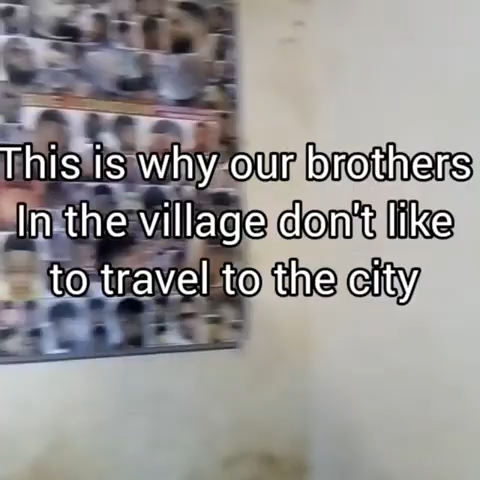 This is why our brothers
In the village don't like
to travel to the city